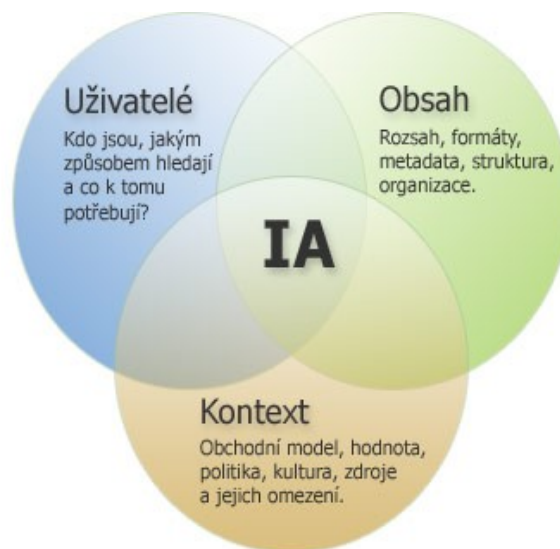 Uživatelé
Kdo jsou, jakým
způsobem hledají
a co k tomu
potřebují?
Obsah
Rozsah, formáty,
metadata, struktura,
organizace.
IA
Kontext
Obchodní model, hodnota,
politika, kultura, zdroje
a jejich omezení.